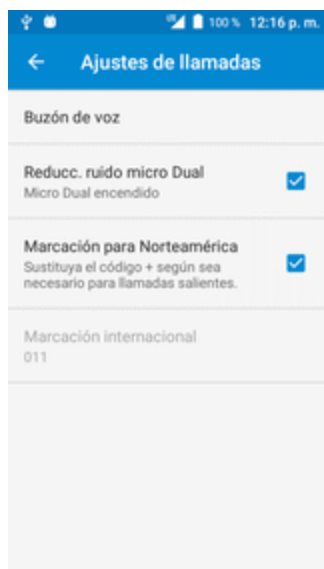 100 % 12:16 p. m.
Ajustes de llamadas
Buzón de voz
Reducc. ruido micro Dual
Micro Dual encendido
Marcación para Norteamérica
Sustituya el código + según sea
necesario para llamadas salientes.
Marcación internacional
011